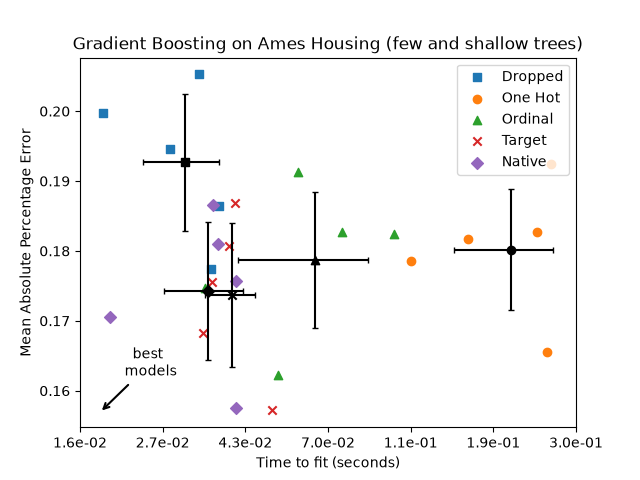 Gradient Boosting on Ames Housing (few and shallow trees)
Dropped
One Hot
Ordinal
Target
Native
0.20
0.19
0.18
0.17
0.16
Mean Absolute Percentage Error
best
models
1.6e-02 2.7e-02 4.3e-02 7.0e-02 1.1e-01 1.9e-01 3.0e-01
Time to fit (seconds)